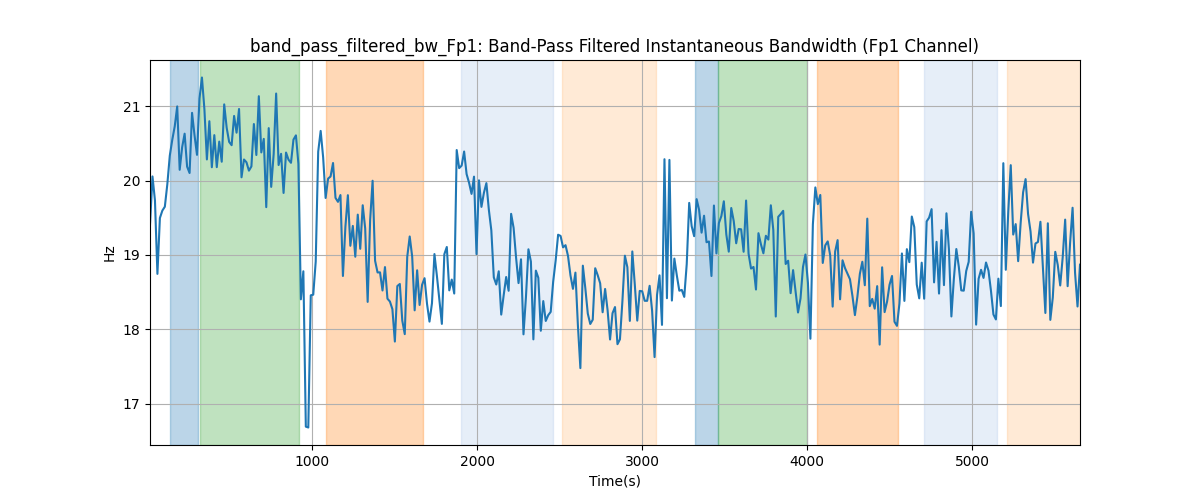 band_pass_filtered_bw_Fp1: Band-Pass Filtered Instantaneous Bandwidth (Fp1 Channel)
21
20
19
18
17
Hz
1000 2000 3000 4000 5000
Time(s)